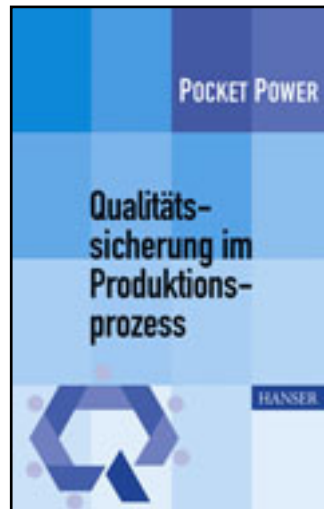 POCKET POWER
Qualitäts-
sicherung im
Produktions-
prozess
HANSER